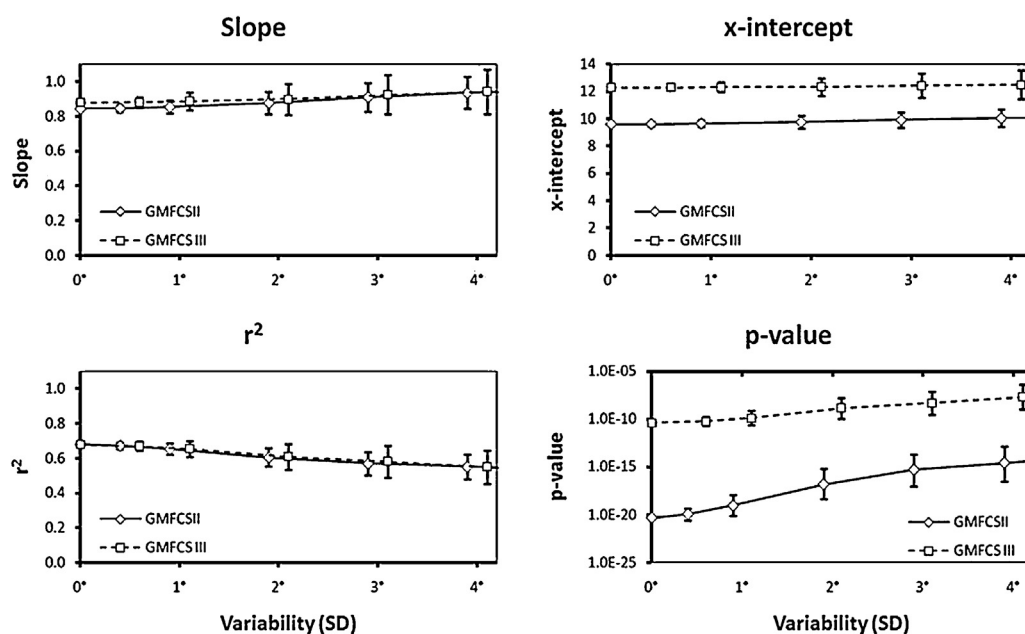 Slope
1.0
0.8
0.6
0.4
0.2
0.0
Slope
GMFCSII
GMFCS III
0° 1° 2° 3° 4°
x-intercept
14
12
10
8
6
4
2
0
x-intercept
GMFCSII
GMFCS III
0° 1° 2° 3° 4°
r²
1.0
0.8
0.6
0.4
0.2
0.0
r²
GMFCSII
GMFCS III
0° 1° 2° 3° 4°
Variability (SD)
p-value
1.0E-05
1.0E-10
1.0E-15
1.0E-20
1.0E-25
p-value
GMFCSII
GMFCS III
0° 1° 2° 3° 4°
Variability (SD)